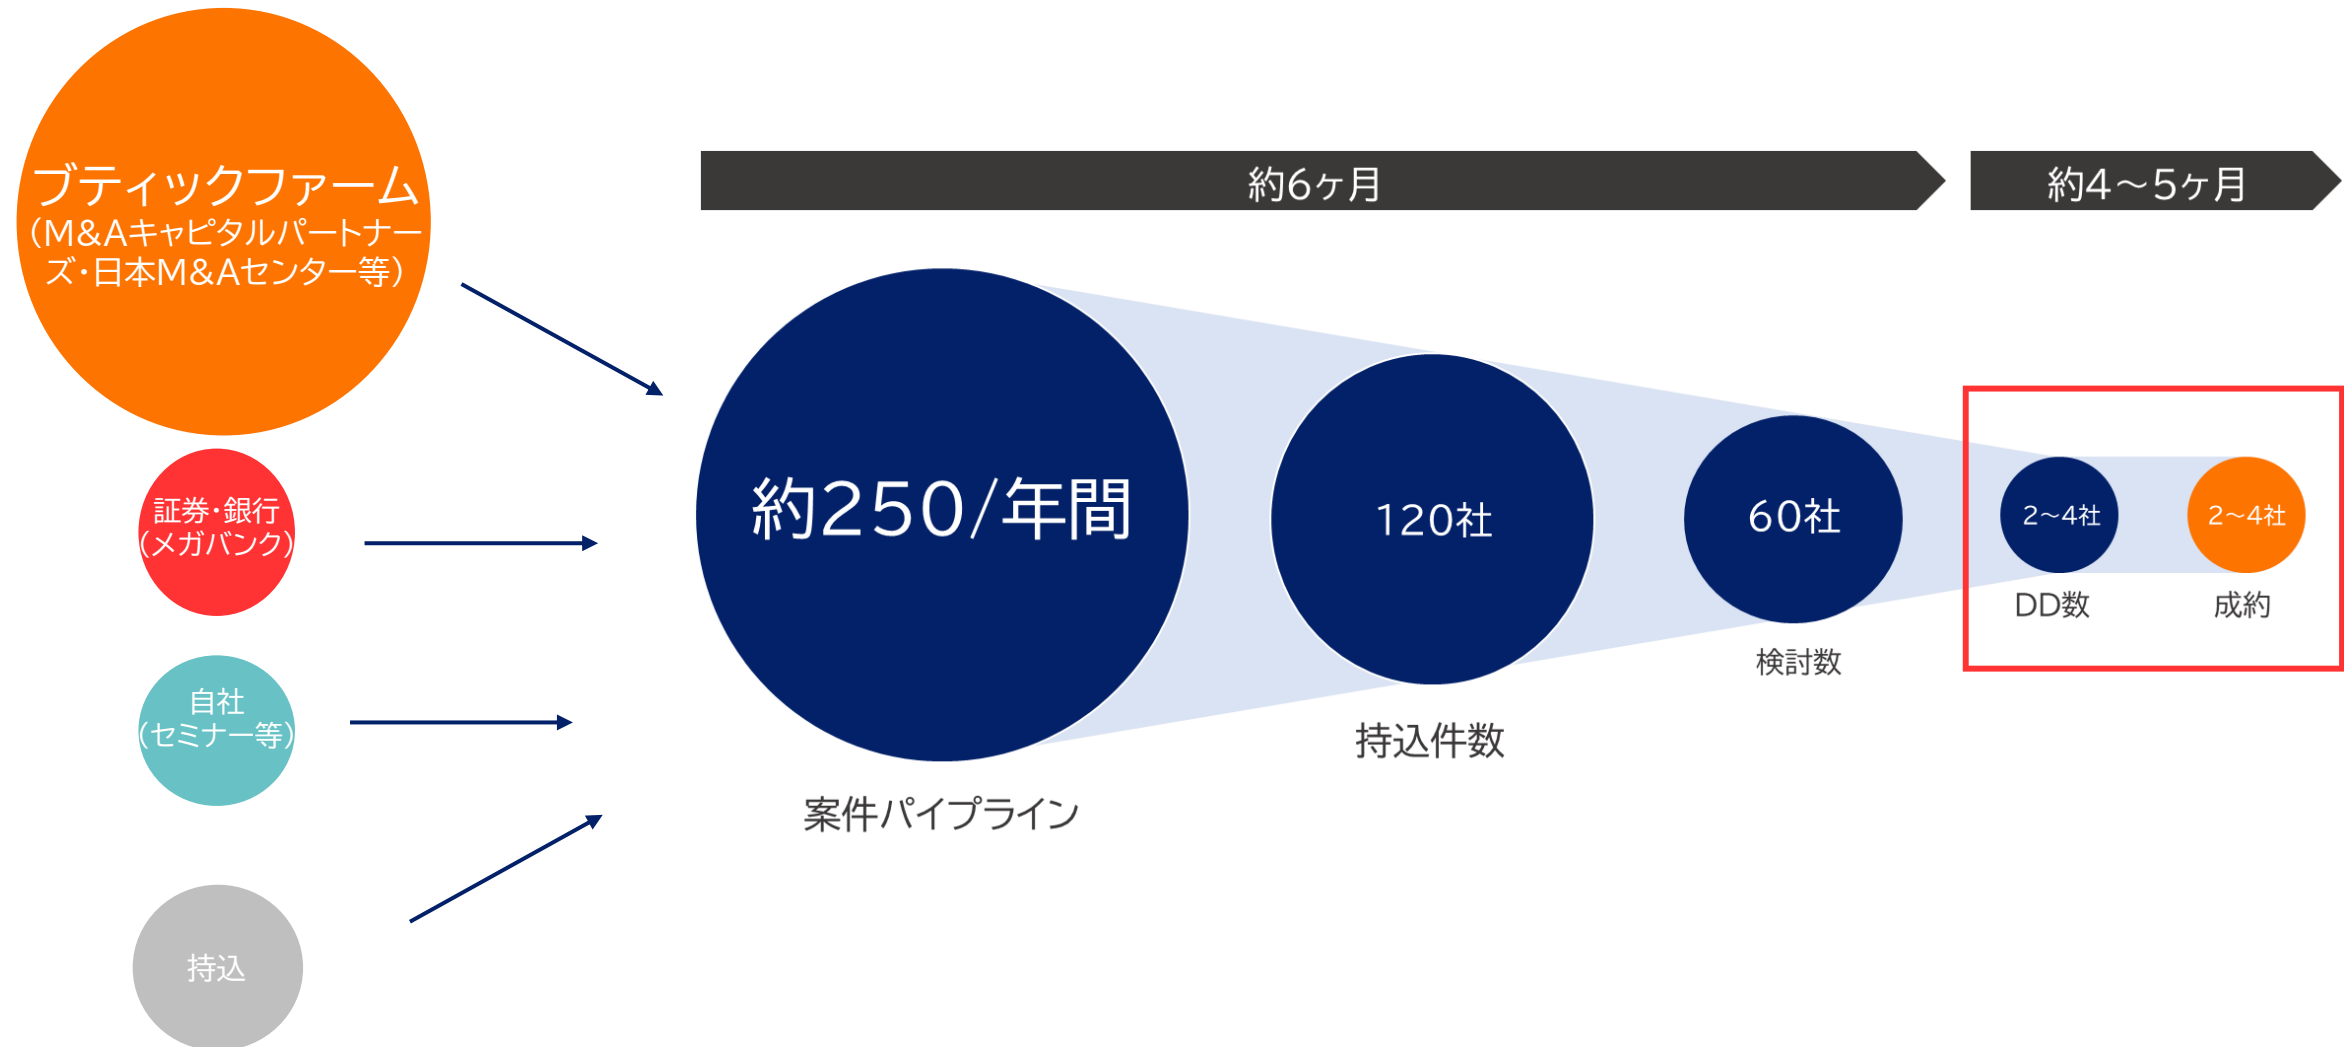 ブティックファーム
（M&Aキャピタルパートナー
ズ・日本M&Aセンター等）
証券・銀行
（メガバンク）
自社
（セミナー等）
持込
約6ヶ月
約4～5ヶ月
約250/年間
案件パイプライン
120社
持込件数
60社
検討数
2～4社
DD数
2～4社
成約